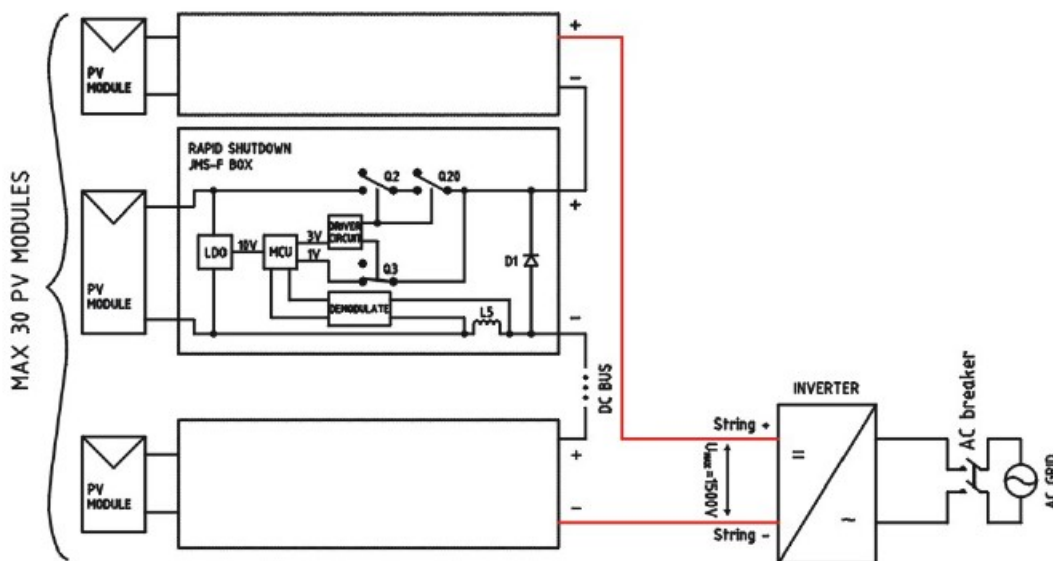 MAX 30 PV MODULES
PV
MODULE
+
−
RAPID SHUTDOWN
JMS-F BOX
Q2
Q20
PV
MODULE
LDO
10V
MCU
3V
1V
DRIVER
CIRCUIT
Q3
D1
DEMODULATE
L5
+
−
DC BUS
PV
MODULE
+
−
String +
Umax=1500V
String −
INVERTER
=
~
AC breaker
AC GRID